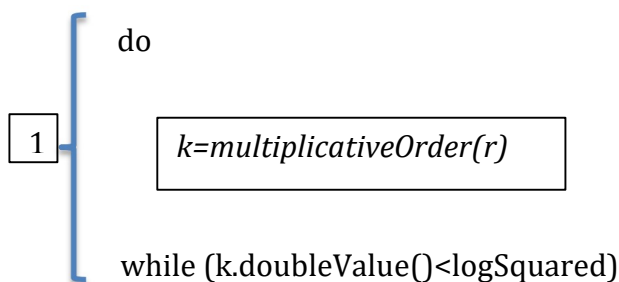 do
1
k=multiplicativeOrder(r)
while (k.doubleValue()<logSquared)